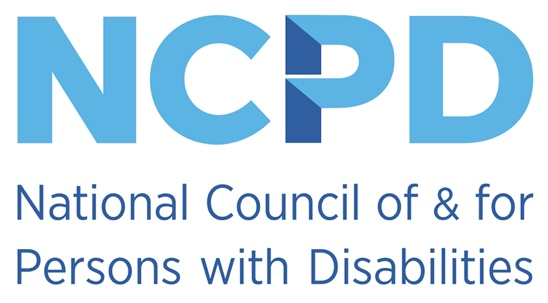 NCPD
National Council of & for
Persons with Disabilities